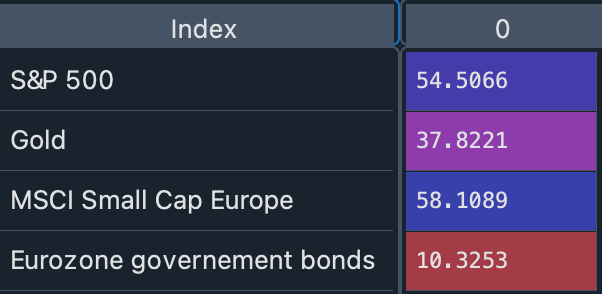 Index 0
S&P 500 54.5066
Gold 37.8221
MSCI Small Cap Europe 58.1089
Eurozone governement bonds 10.3253